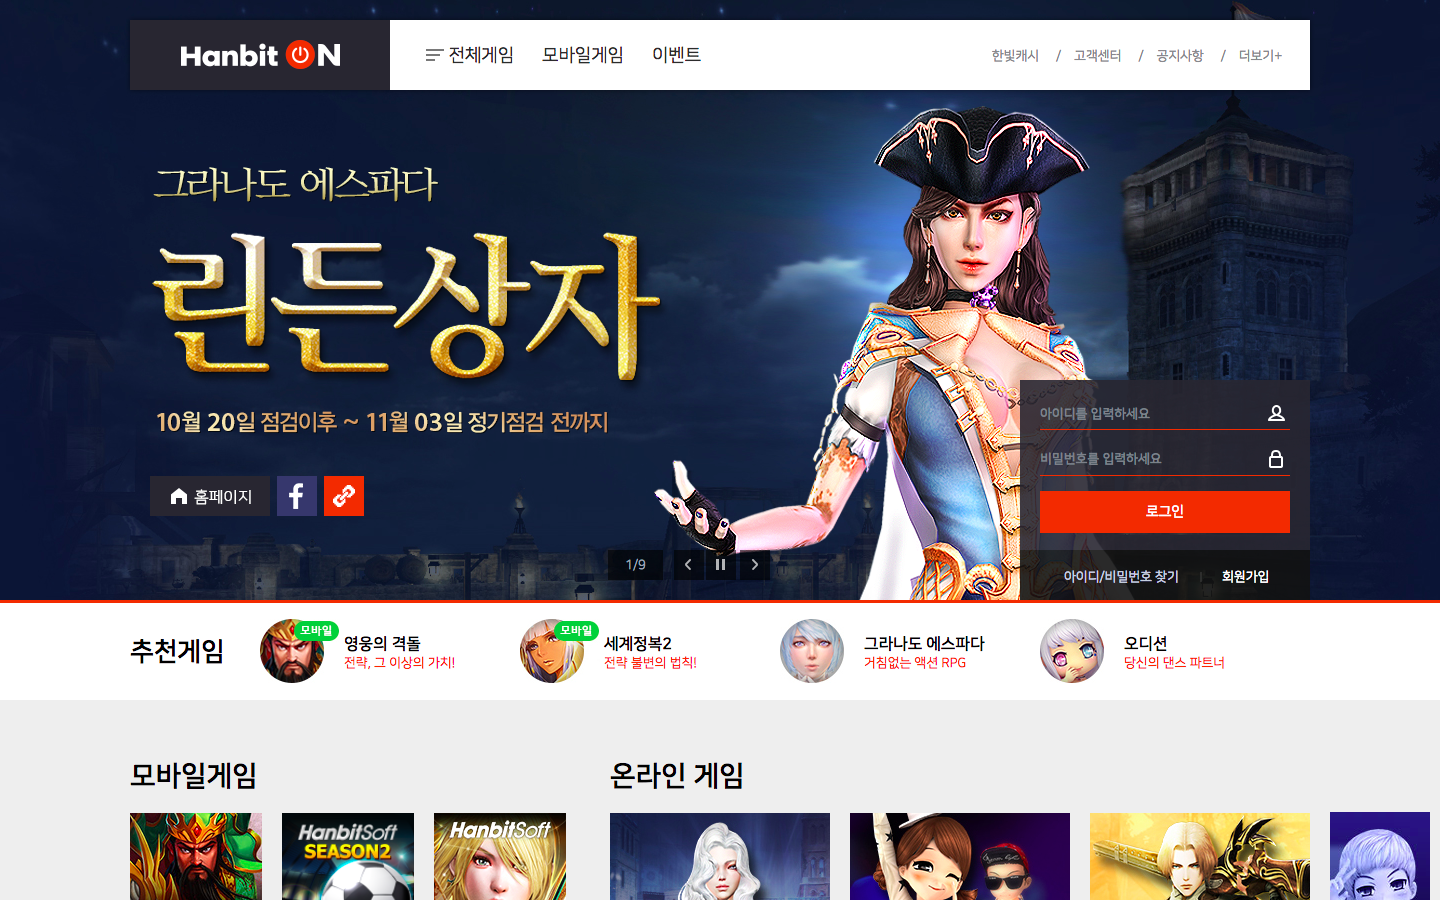 Hanbit ON
전체게임 모바일게임 이벤트
한빛캐시 / 고객센터 / 공지사항 / 더보기+
그라나도 에스파다
린든상자
10월 20일 점검이후 ~ 11월 03일 정기점검 전까지
홈페이지
1/9
아이디를 입력하세요
비밀번호를 입력하세요
로그인
아이디/비밀번호 찾기 | 회원가입
추천게임
모바일
영웅의 격돌
전략, 그 이상의 가치!
모바일
세계정복2
전략 불변의 법칙!
그라나도 에스파다
거침없는 액션 RPG
오디션
당신의 댄스 파트너
모바일게임
온라인 게임
HanbitSoft
SEASON2
HanbitSoft